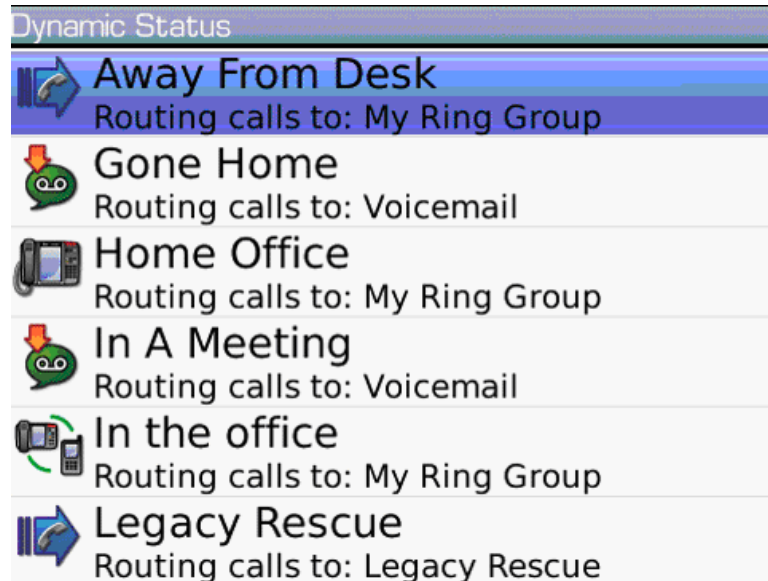 Dynamic Status
Away From Desk
Routing calls to: My Ring Group
Gone Home
Routing calls to: Voicemail
Home Office
Routing calls to: My Ring Group
In A Meeting
Routing calls to: Voicemail
In the office
Routing calls to: My Ring Group
Legacy Rescue
Routing calls to: Legacy Rescue